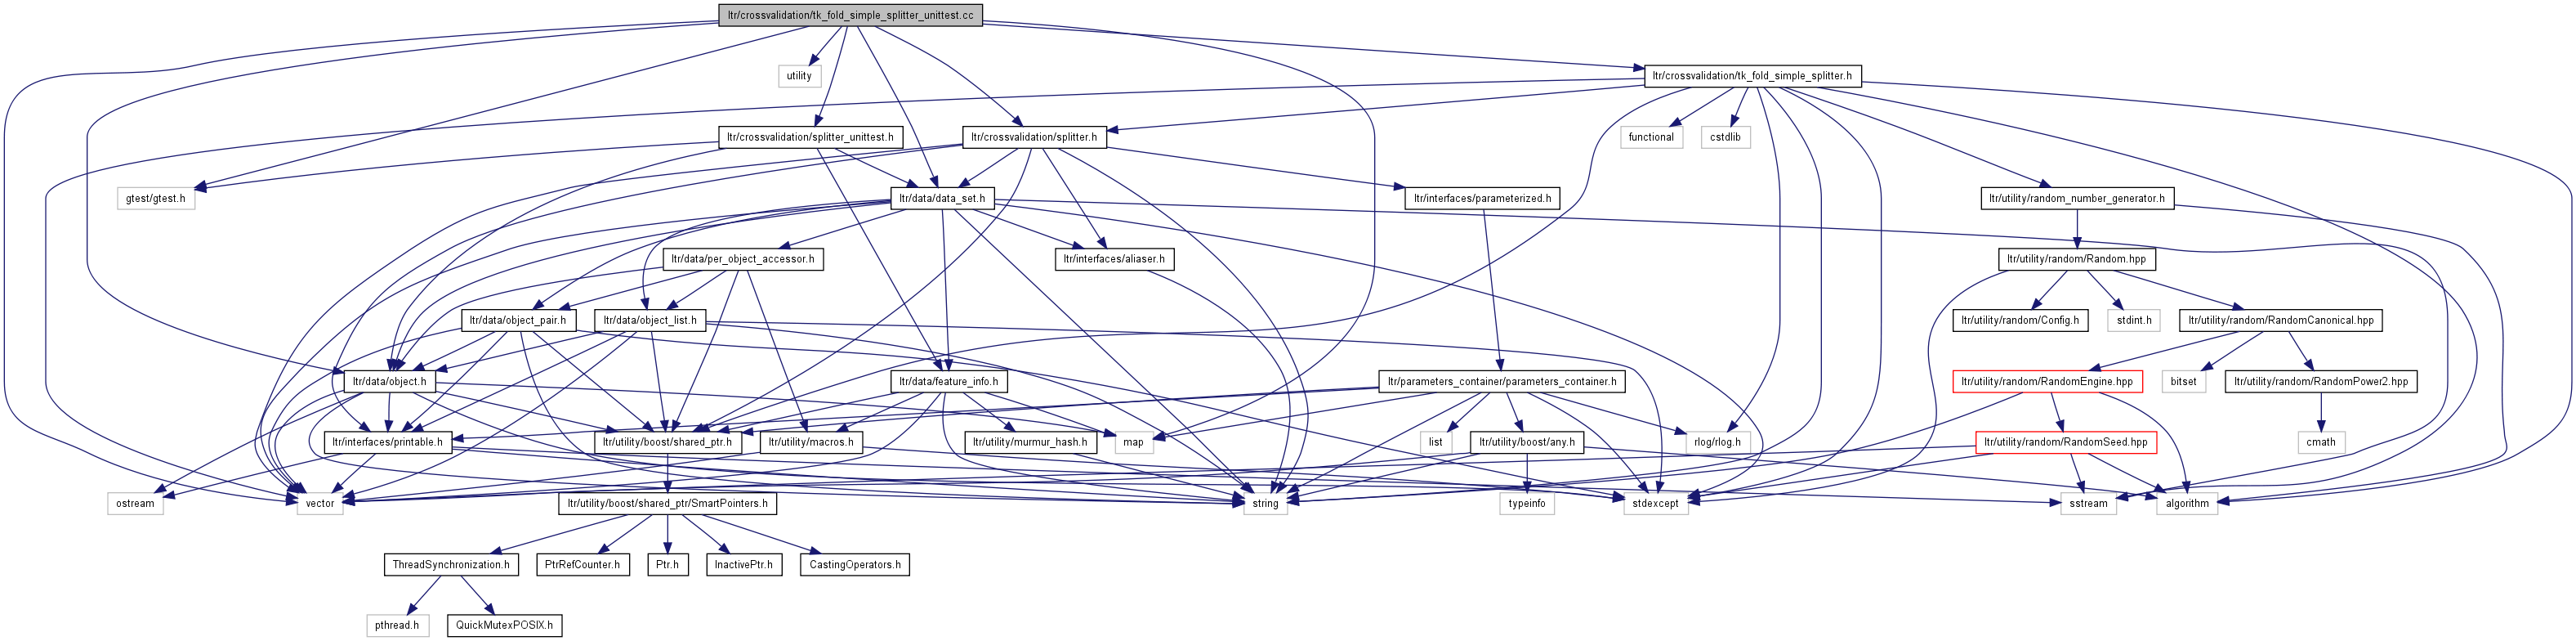 ltr/crossvalidation/tk_fold_simple_splitter_unittest.cc
utility
ltr/crossvalidation/tk_fold_simple_splitter.h
ltr/crossvalidation/splitter_unittest.h
ltr/crossvalidation/splitter.h
functional
cstdlib
gtest/gtest.h
ltr/data/data_set.h
ltr/interfaces/parameterized.h
ltr/utility/random_number_generator.h
ltr/data/per_object_accessor.h
ltr/interfaces/aliaser.h
ltr/utility/random/Random.hpp
ltr/data/object_pair.h
ltr/data/object_list.h
ltr/utility/random/Config.h
stdint.h
ltr/utility/random/RandomCanonical.hpp
ltr/data/object.h
ltr/data/feature_info.h
ltr/parameters_container/parameters_container.h
ltr/utility/random/RandomEngine.hpp
bitset
ltr/utility/random/RandomPower2.hpp
ltr/interfaces/printable.h
ltr/utility/boost/shared_ptr.h
ltr/utility/macros.h
ltr/utility/murmur_hash.h
map
list
ltr/utility/boost/any.h
rlog/rlog.h
ltr/utility/random/RandomSeed.hpp
cmath
ostream
vector
ltr/utility/boost/shared_ptr/SmartPointers.h
string
typeinfo
stdexcept
sstream
algorithm
ThreadSynchronization.h
PtrRefCounter.h
Ptr.h
InactivePtr.h
CastingOperators.h
pthread.h
QuickMutexPOSIX.h